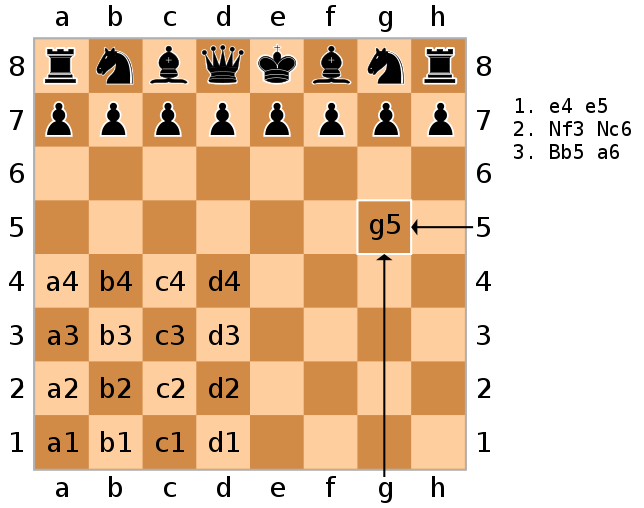 a b c d e f g h
8 8
7 7
6 6
5 g5 5
4 a4 b4 c4 d4 4
3 a3 b3 c3 d3 3
2 a2 b2 c2 d2 2
1 a1 b1 c1 d1 1
a b c d e f g h
1. e4 e5
2. Nf3 Nc6
3. Bb5 a6